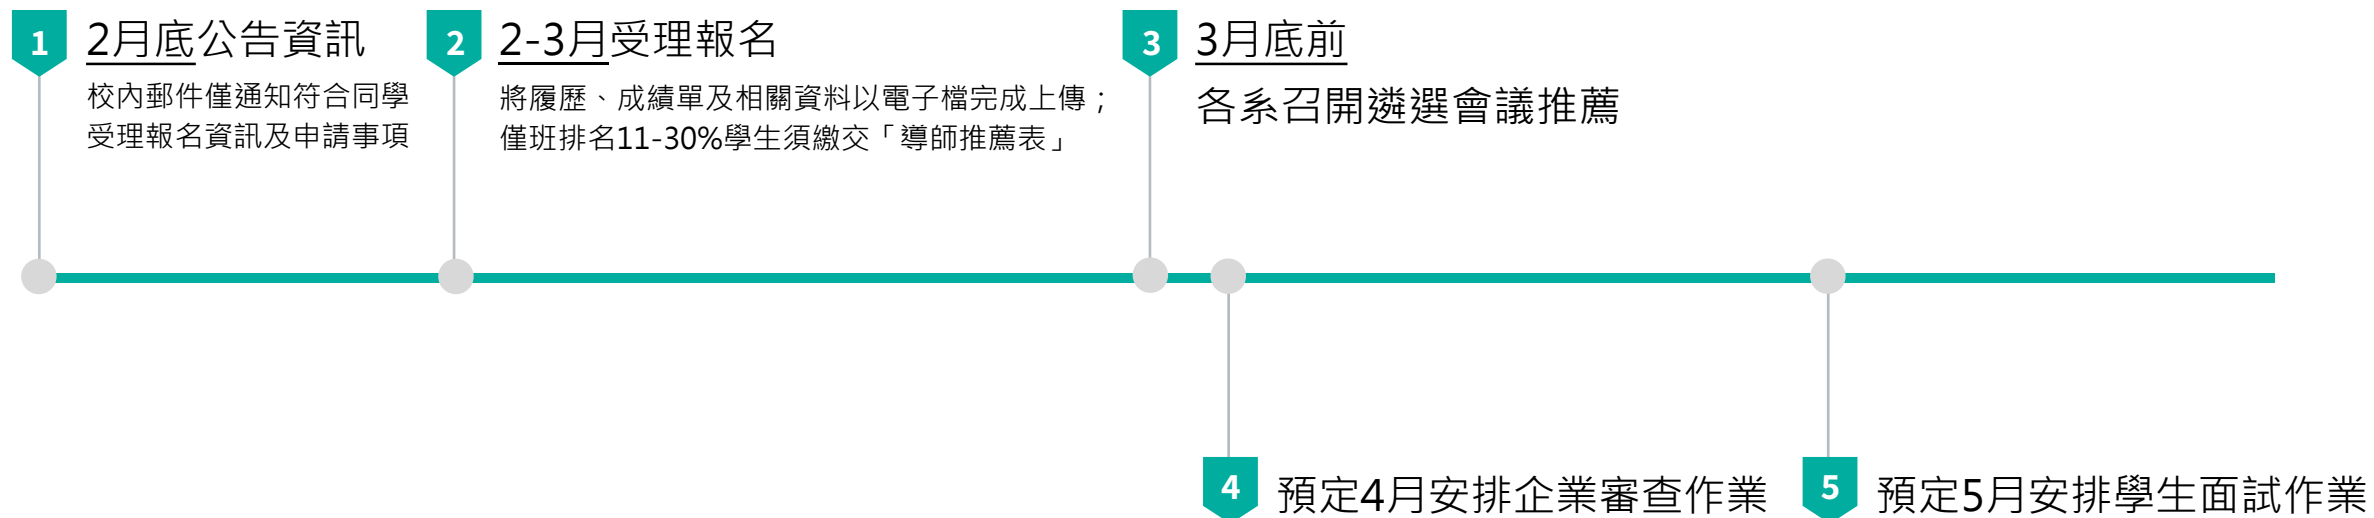 1
2月底公告資訊
校內郵件僅通知符合同學
受理報名資訊及申請事項
2
2-3月受理報名
將履歷、成績單及相關資料以電子檔完成上傳；
僅班排名11-30%學生須繳交「導師推薦表」
3
3月底前
各系召開遴選會議推薦
4
預定4月安排企業審查作業
5
預定5月安排學生面試作業